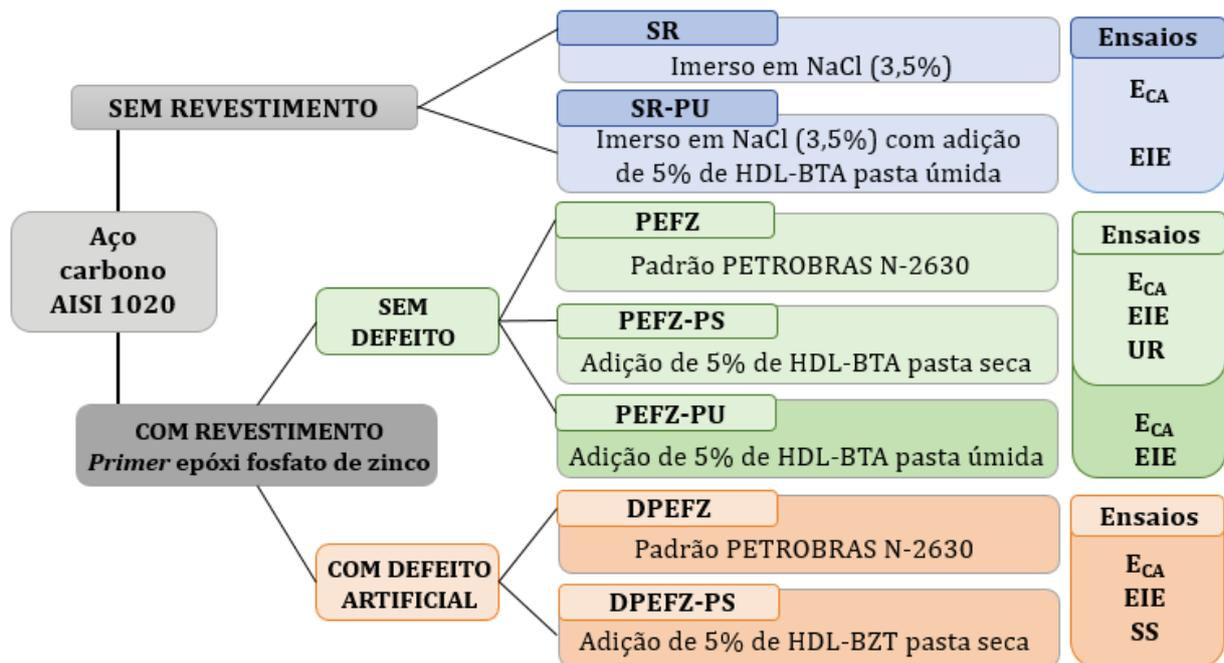 Aço
carbono
AISI 1020
SEM REVESTIMENTO
SR
Imerso em NaCl (3,5%)
SR-PU
Imerso em NaCl (3,5%) com adição
de 5% de HDL-BTA pasta úmida
Ensaios
E_CA
EIE
COM REVESTIMENTO
Primer epóxi fosfato de zinco
SEM
DEFEITO
PEFZ
Padrão PETROBRAS N-2630
PEFZ-PS
Adição de 5% de HDL-BTA pasta seca
PEFZ-PU
Adição de 5% de HDL-BTA pasta úmida
Ensaios
E_CA
EIE
UR
E_CA
EIE
COM DEFEITO
ARTIFICIAL
DPEFZ
Padrão PETROBRAS N-2630
DPEFZ-PS
Adição de 5% de HDL-BZT pasta seca
Ensaios
E_CA
EIE
SS